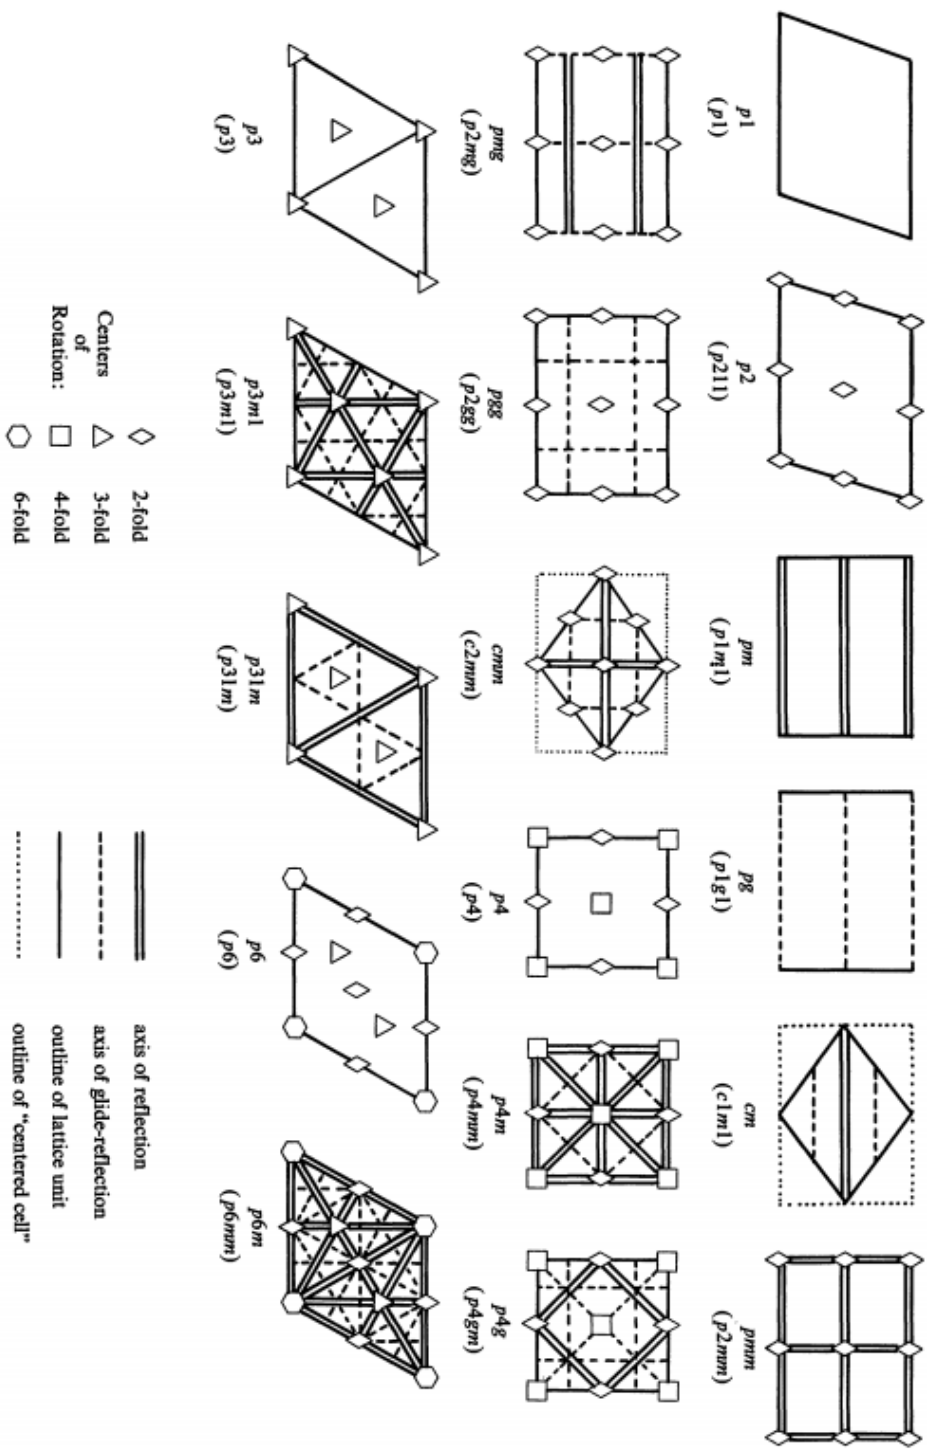 p1
(p1)
p2
(p211)
pm
(p1m1)
pg
(p1g1)
cm
(c1m1)
pmm
(p2mm)
pmg
(p2mg)
pgg
(p2gg)
cmm
(c2mm)
p4
(p4)
p4m
(p4mm)
p4g
(p4gm)
p3
(p3)
p3m1
(p3m1)
p31m
(p31m)
p6
(p6)
p6m
(p6mm)
Centers
of
Rotation:
2-fold
3-fold
4-fold
6-fold
axis of reflection
axis of glide-reflection
outline of lattice unit
outline of “centered cell”